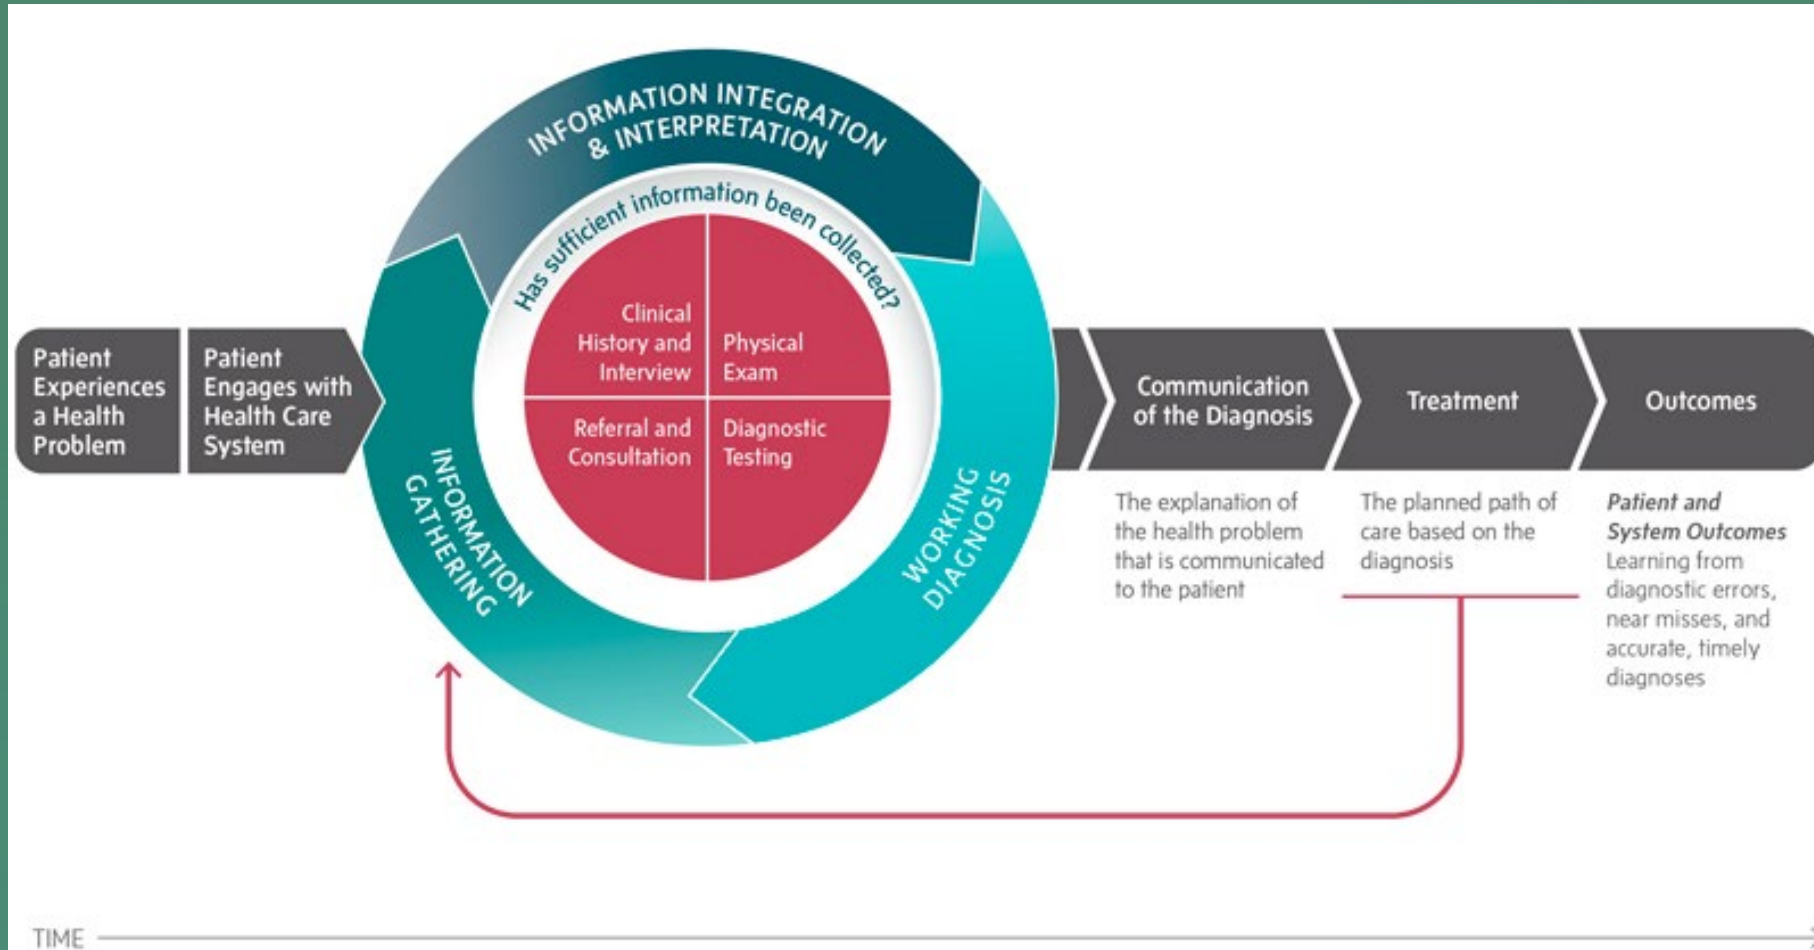 INFORMATION INTEGRATION
& INTERPRETATION
Has sufficient information been collected?
Clinical
History and
Interview
Physical
Exam
Referral and
Consultation
Diagnostic
Testing
INFORMATION
GATHERING
WORKING
DIAGNOSIS
Patient
Experiences
a Health
Problem
Patient
Engages with
Health Care
System
Communication
of the Diagnosis
Treatment
Outcomes
The explanation of
the health problem
that is communicated
to the patient
The planned path of
care based on the
diagnosis
Patient and
System Outcomes
Learning from
diagnostic errors,
near misses, and
accurate, timely
diagnoses
TIME